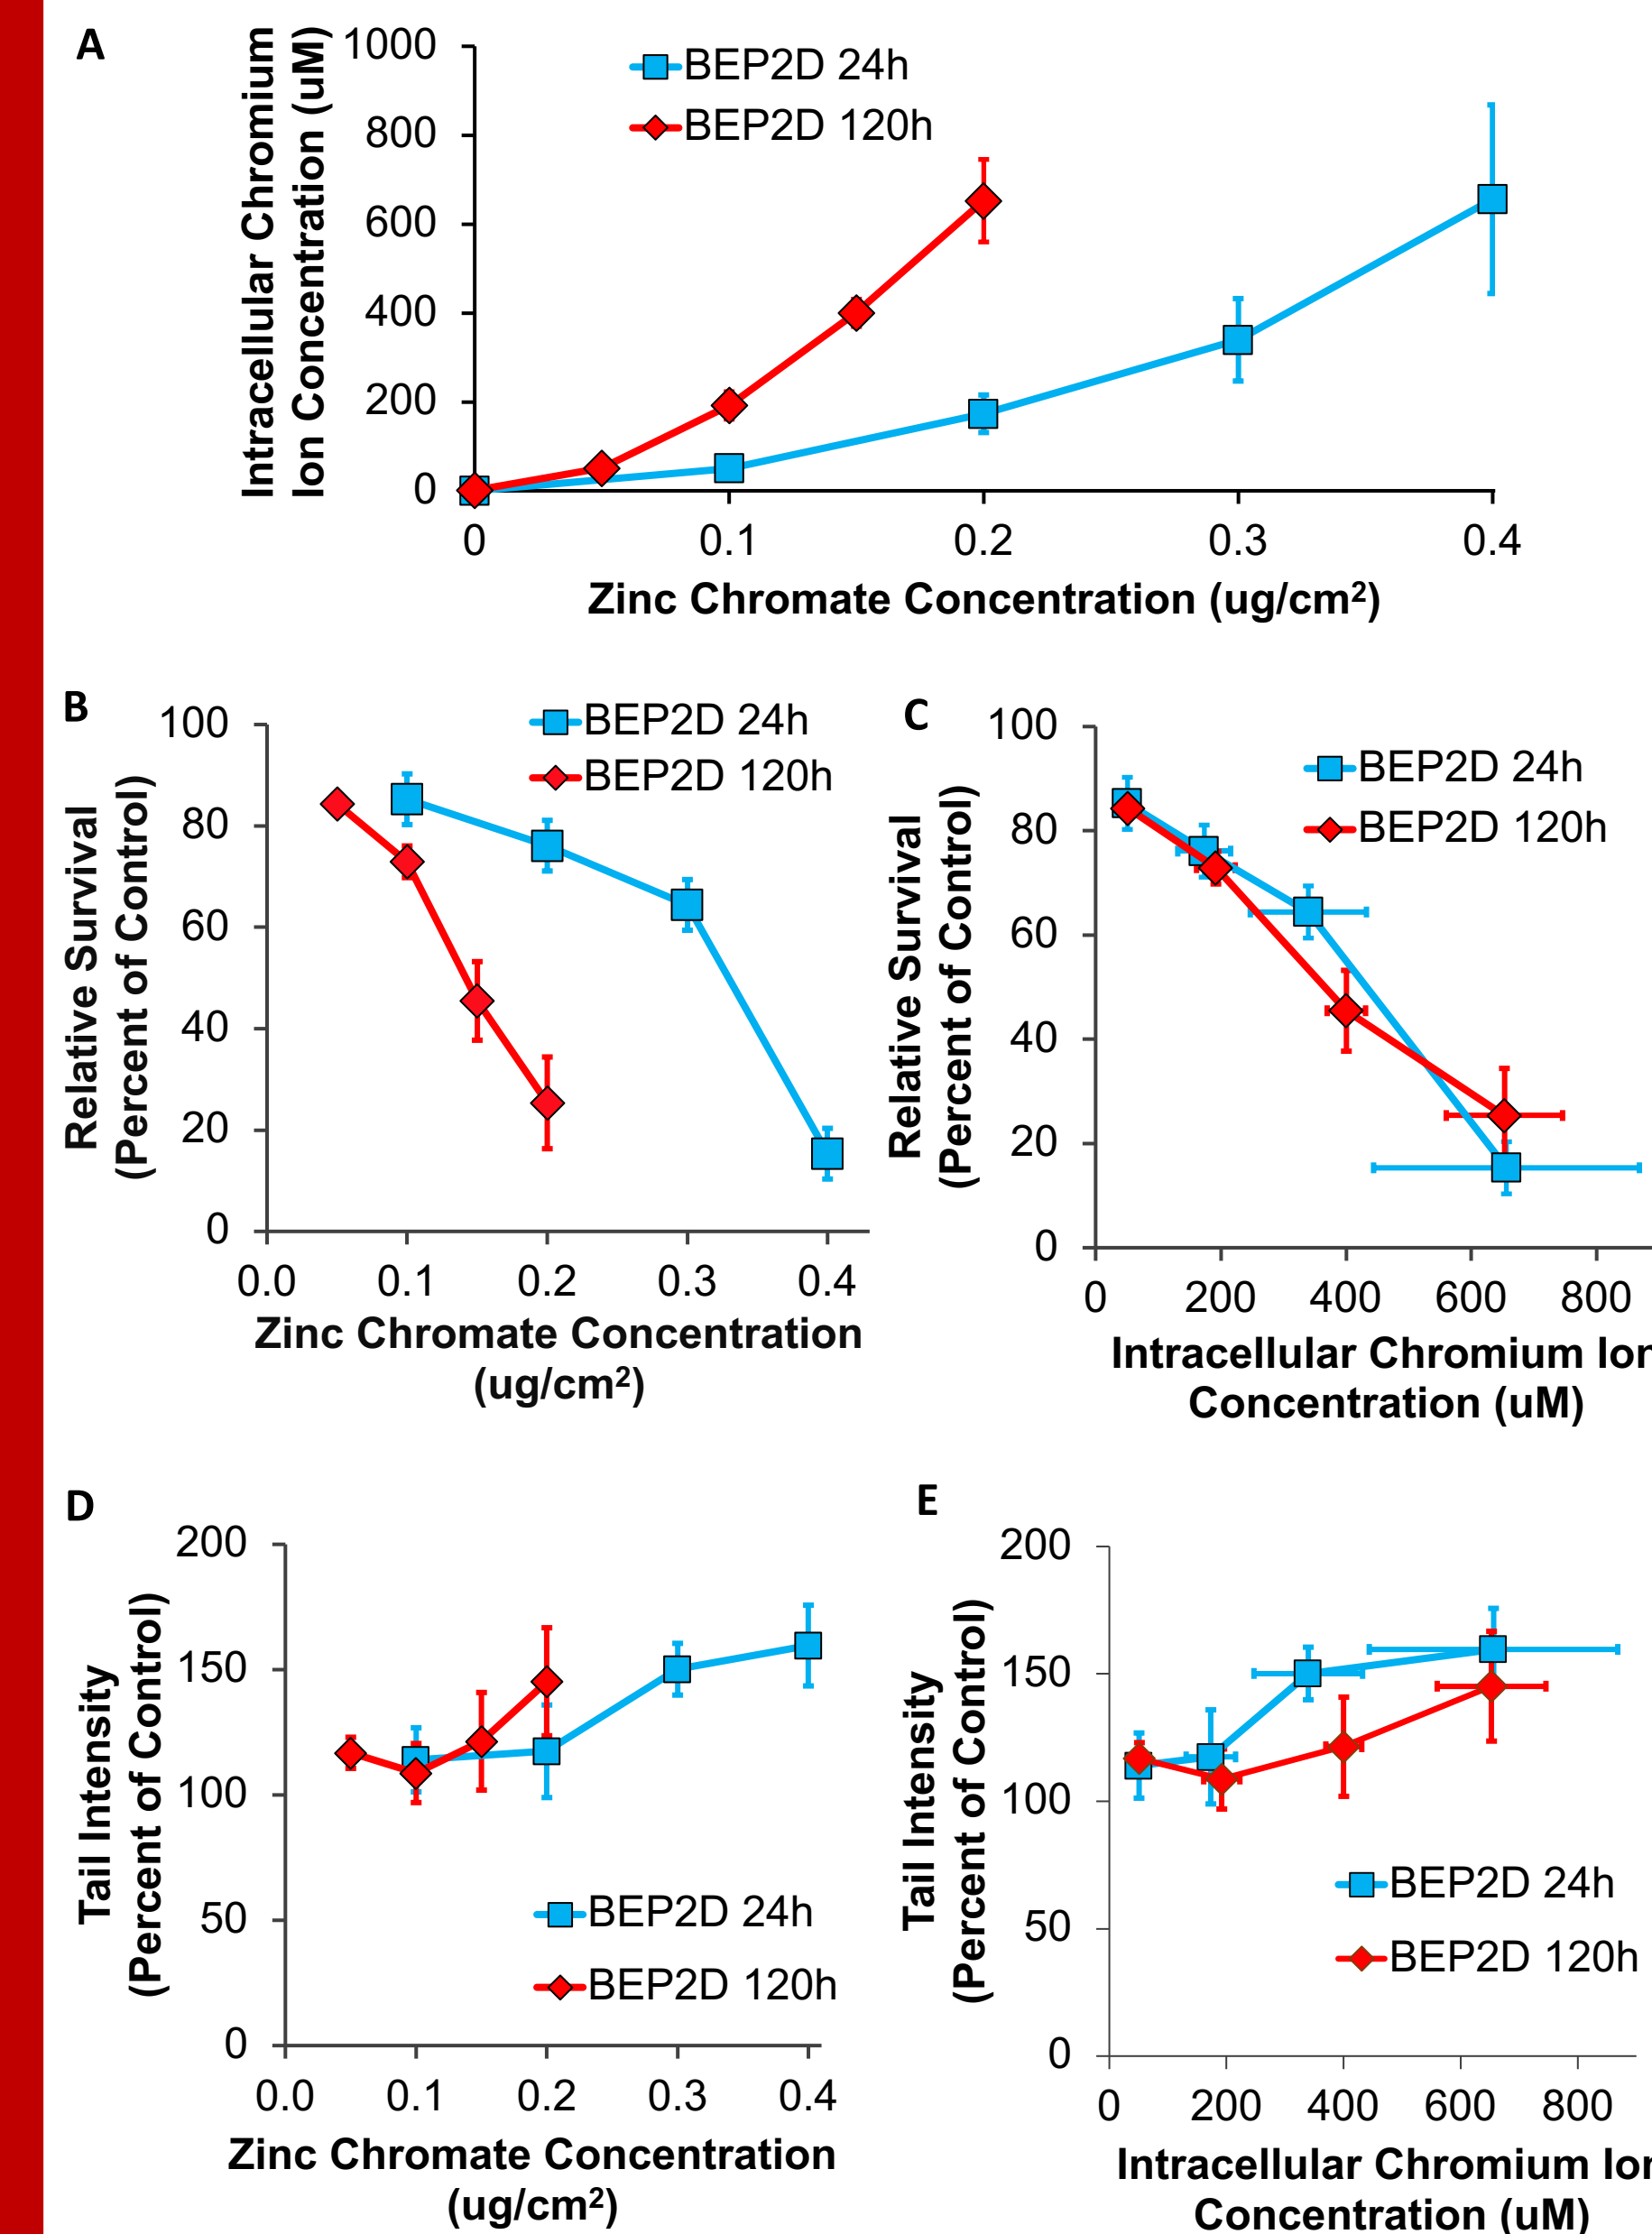 A
Intracellular Chromium
Ion Concentration (uM)
1000
800
600
400
200
0
BEP2D 24h
BEP2D 120h
0 0.1 0.2 0.3 0.4
Zinc Chromate Concentration (ug/cm²)
B
Relative Survival
(Percent of Control)
100
80
60
40
20
0
BEP2D 24h
BEP2D 120h
0.0 0.1 0.2 0.3 0.4
Zinc Chromate Concentration
(ug/cm²)
C
Relative Survival
(Percent of Control)
100
80
60
40
20
0
BEP2D 24h
BEP2D 120h
0 200 400 600 800
Intracellular Chromium Ion
Concentration (uM)
D
Tail Intensity
(Percent of Control)
200
150
100
50
0
BEP2D 24h
BEP2D 120h
0.0 0.1 0.2 0.3 0.4
Zinc Chromate Concentration
(ug/cm²)
E
Tail Intensity
(Percent of Control)
200
150
100
50
0
BEP2D 24h
BEP2D 120h
0 200 400 600 800
Intracellular Chromium Ion
Concentration (uM)